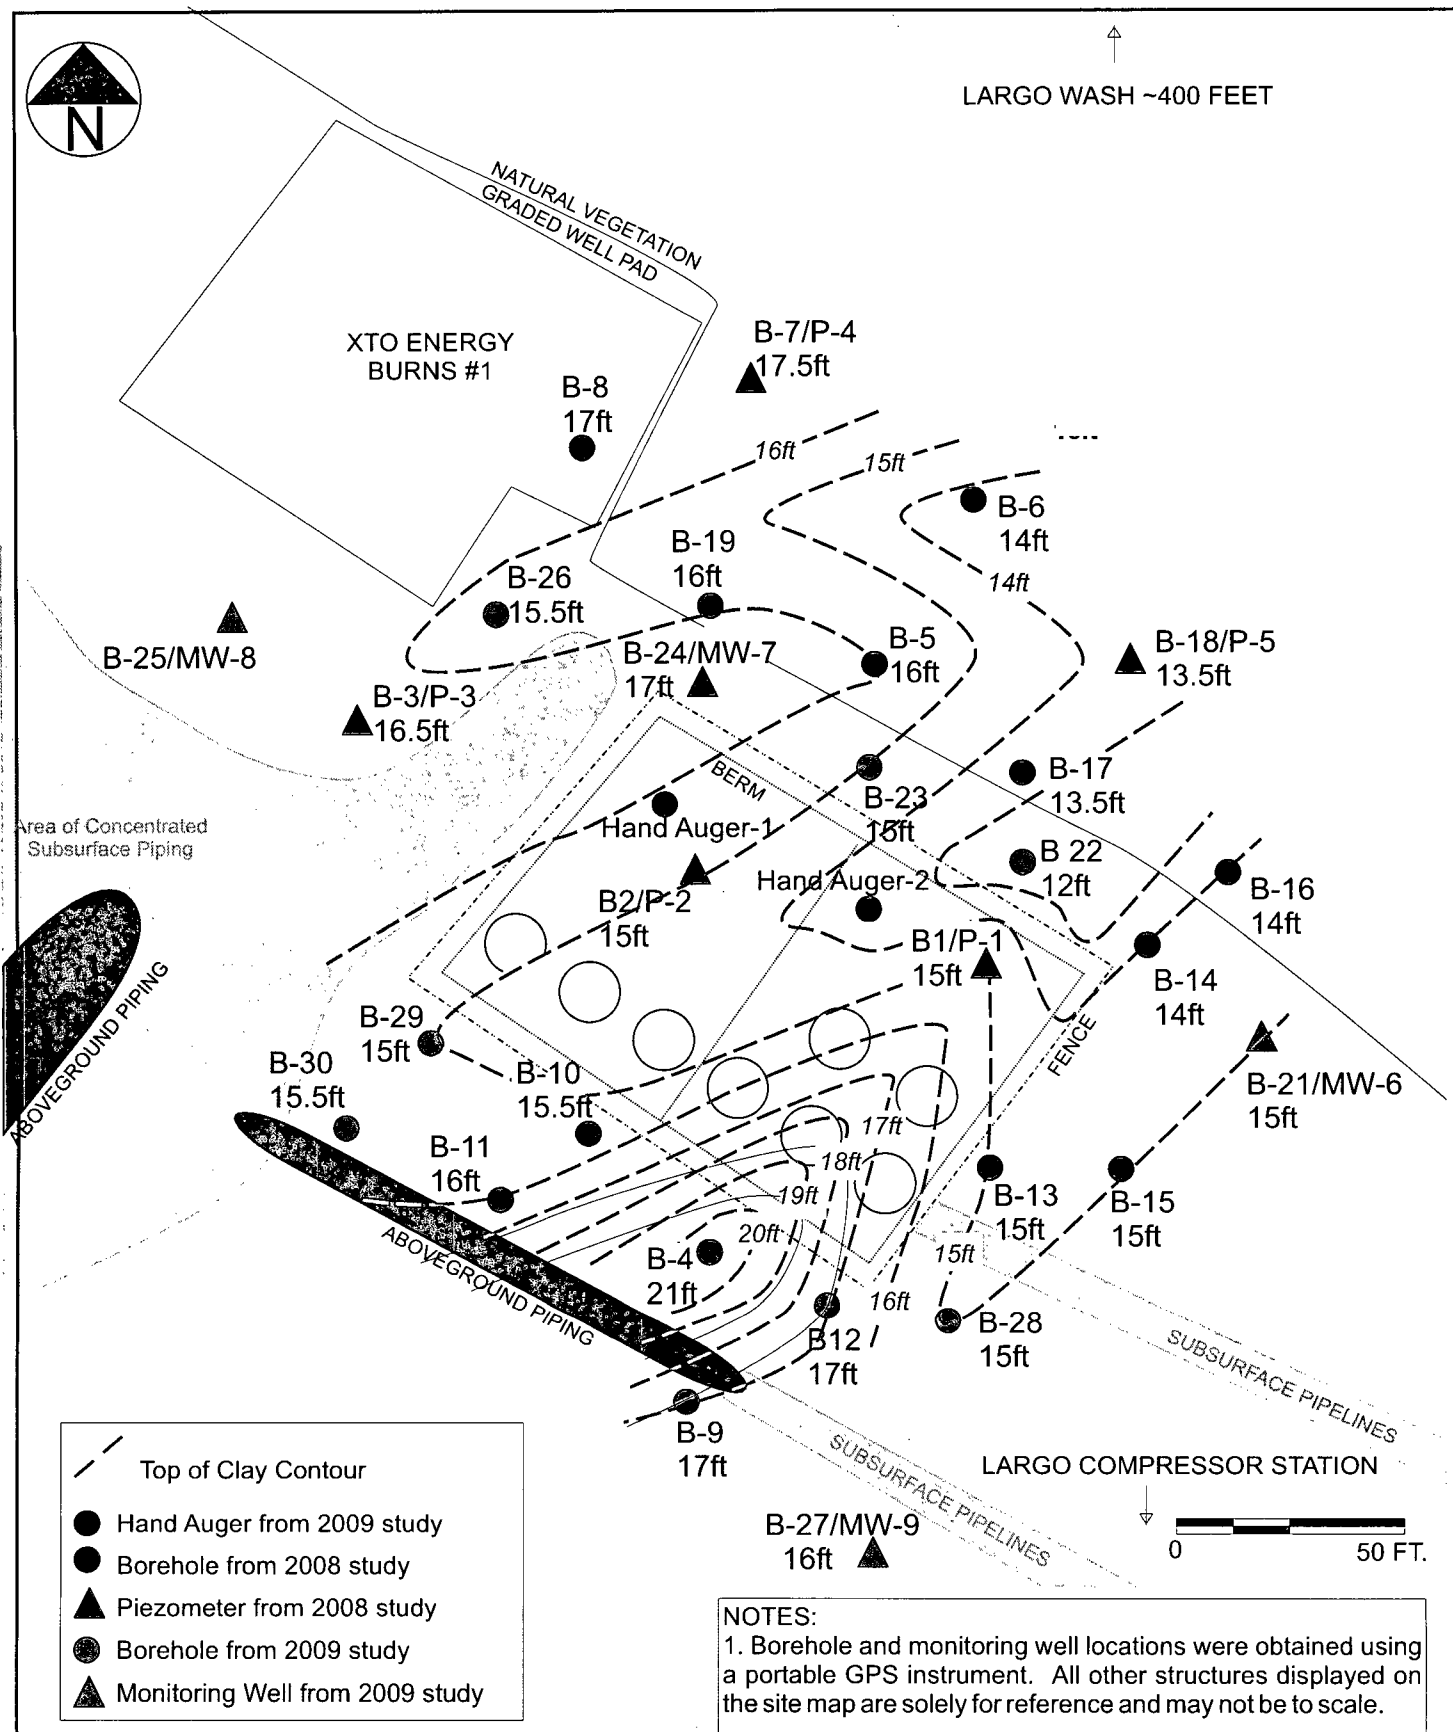 N
LARGO WASH ~400 FEET
NATURAL VEGETATION
GRADED WELL PAD
XTO ENERGY
BURNS #1
B-7/P-4
17.5ft
B-8
17ft
16ft
15ft
B-6
14ft
14ft
B-19
16ft
B-26
15.5ft
B-5
16ft
B-18/P-5
13.5ft
B-25/MW-8
B-24/MW-7
17ft
B-3/P-3
16.5ft
BERM
B-17
13.5ft
B-23
15ft
Hand Auger-1
Area of Concentrated
Subsurface Piping
B 22
12ft
Hand Auger-2
B-16
14ft
B2/P-2
15ft
B1/P-1
15ft
B-14
14ft
ABOVEGROUND PIPING
B-29
15ft
FENCE
B-30
15.5ft
B-10
15.5ft
B-21/MW-6
15ft
17ft
B-11
16ft
18ft
19ft
B-13
15ft
B-15
15ft
20ft
15ft
B-4
21ft
ABOVEGROUND PIPING
16ft
B12
17ft
B-28
15ft
SUBSURFACE PIPELINES
B-9
17ft
SUBSURFACE PIPELINES
LARGO COMPRESSOR STATION
B-27/MW-9
16ft
0 50 FT.
Top of Clay Contour
Hand Auger from 2009 study
Borehole from 2008 study
Piezometer from 2008 study
Borehole from 2009 study
Monitoring Well from 2009 study
NOTES:
1. Borehole and monitoring well locations were obtained using
a portable GPS instrument. All other structures displayed on
the site map are solely for reference and may not be to scale.